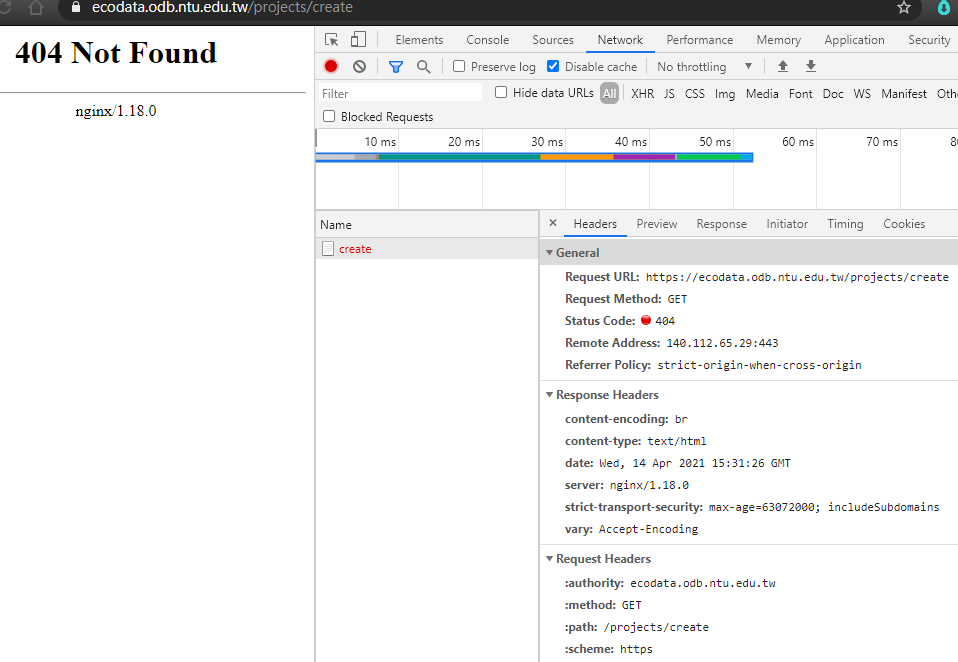 ecodata.odb.ntu.edu.tw/projects/create
404 Not Found
nginx/1.18.0
Elements Console Sources Network Performance Memory Application Security
Preserve log Disable cache No throttling
Filter Hide data URLs All XHR JS CSS Img Media Font Doc WS Manifest Oth
Blocked Requests
10 ms 20 ms 30 ms 40 ms 50 ms 60 ms 70 ms 8
Name
create
× Headers Preview Response Initiator Timing Cookies
General
Request URL: https://ecodata.odb.ntu.edu.tw/projects/create
Request Method: GET
Status Code: 404
Remote Address: 140.112.65.29:443
Referrer Policy: strict-origin-when-cross-origin
Response Headers
content-encoding: br
content-type: text/html
date: Wed, 14 Apr 2021 15:31:26 GMT
server: nginx/1.18.0
strict-transport-security: max-age=63072000; includeSubdomains
vary: Accept-Encoding
Request Headers
:authority: ecodata.odb.ntu.edu.tw
:method: GET
:path: /projects/create
:scheme: https